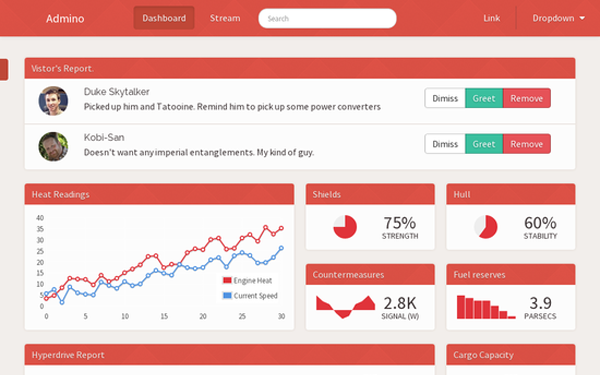 Admino
Dashboard
Stream
Search
Link
Dropdown
Vistor's Report.
Duke Skytalker
Picked up him and Tatooine. Remind him to pick up some power converters
Dimiss
Greet
Remove
Kobi-San
Doesn't want any imperial entanglements. My kind of guy.
Dimiss
Greet
Remove
Heat Readings
40
35
30
25
20
15
10
5
0
0
5
10
15
20
25
30
Engine Heat
Current Speed
Shields
75%
STRENGTH
Hull
60%
STABILITY
Countermeasures
2.8K
SIGNAL (W)
Fuel reserves
3.9
PARSECS
Hyperdrive Report
Cargo Capacity